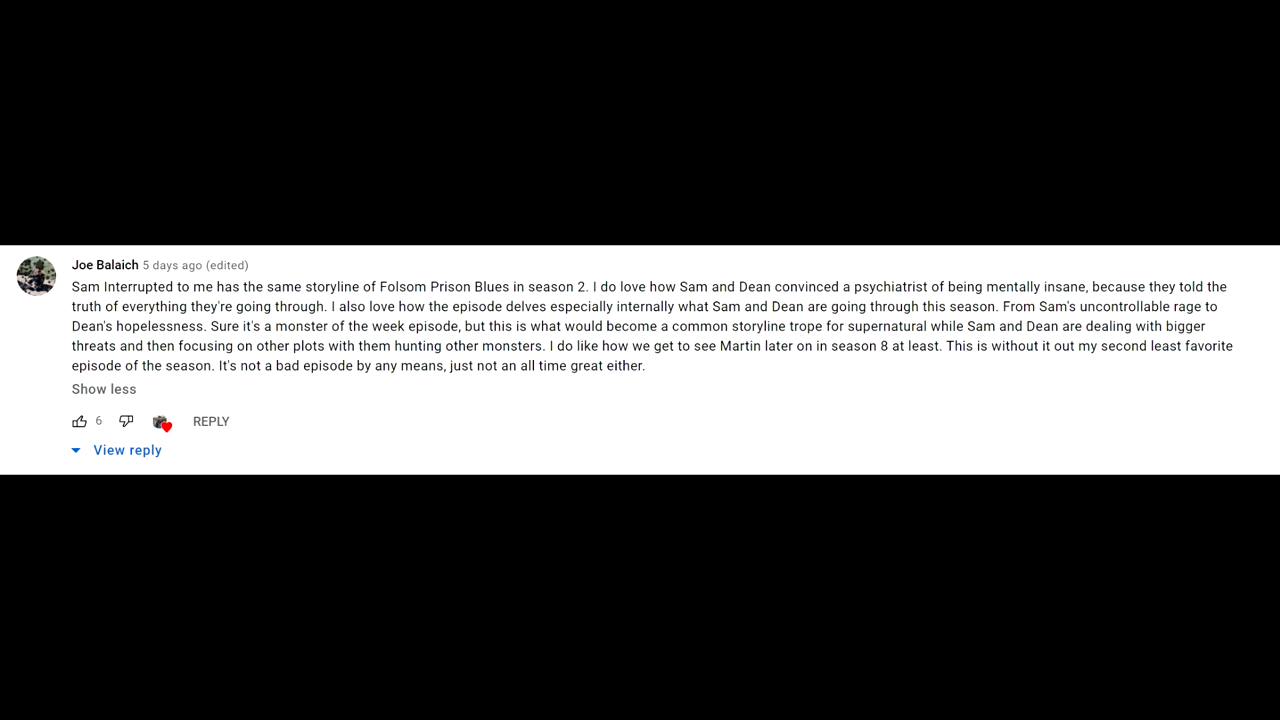 Joe Balaich 5 days ago (edited)
Sam Interrupted to me has the same storyline of Folsom Prison Blues in season 2. I do love how Sam and Dean convinced a psychiatrist of being mentally insane, because they told the
truth of everything they're going through. I also love how the episode delves especially internally what Sam and Dean are going through this season. From Sam's uncontrollable rage to
Dean's hopelessness. Sure it's a monster of the week episode, but this is what would become a common storyline trope for supernatural while Sam and Dean are dealing with bigger
threats and then focusing on other plots with them hunting other monsters. I do like how we get to see Martin later on in season 8 at least. This is without it out my second least favorite
episode of the season. It's not a bad episode by any means, just not an all time great either.
Show less
6 REPLY
View reply